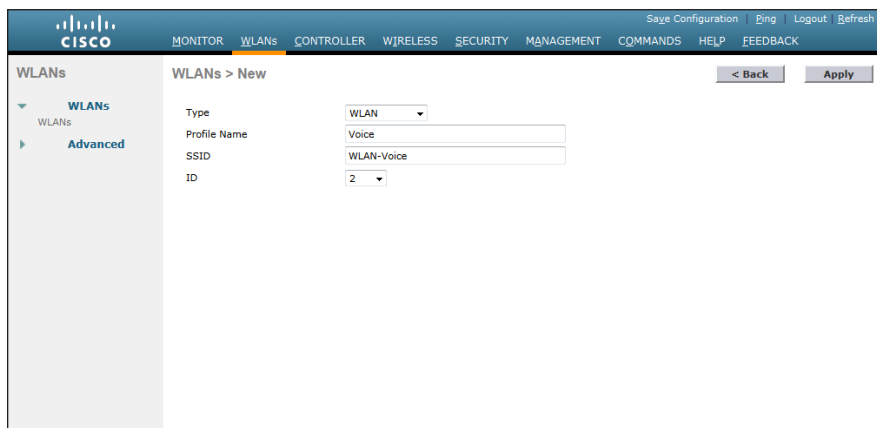 Save Configuration | Ping | Logout | Refresh
CISCO
MONITOR WLANs CONTROLLER WIRELESS SECURITY MANAGEMENT COMMANDS HELP FEEDBACK
WLANs
WLANs > New
< Back
Apply
WLANs
WLANs
Advanced
Type WLAN
Profile Name Voice
SSID WLAN-Voice
ID 2